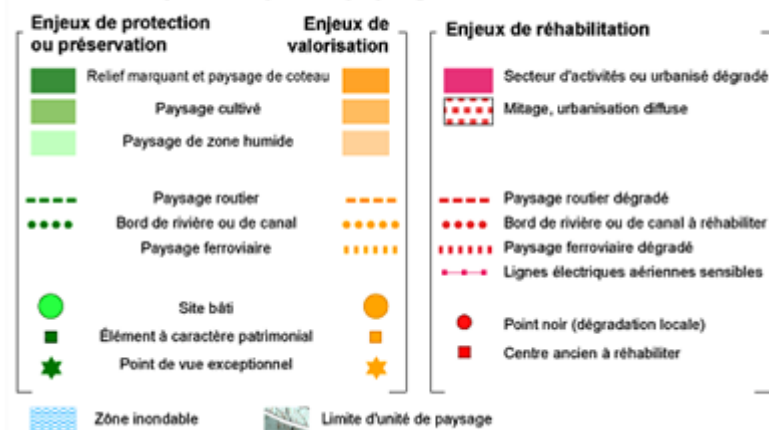 Enjeux de protection
ou préservation
Enjeux de
valorisation
Enjeux de réhabilitation
Relief marquant et paysage de coteau
Paysage cultivé
Paysage de zone humide
Paysage routier
Bord de rivière ou de canal
Paysage ferroviaire
Site bâti
Élément à caractère patrimonial
Point de vue exceptionnel
Secteur d'activités ou urbanisé dégradé
Mitage, urbanisation diffuse
Paysage routier dégradé
Bord de rivière ou de canal à réhabiliter
Paysage ferroviaire dégradé
Lignes électriques aériennes sensibles
Point noir (dégradation locale)
Centre ancien à réhabiliter
Zône inondable
Limite d'unité de paysage